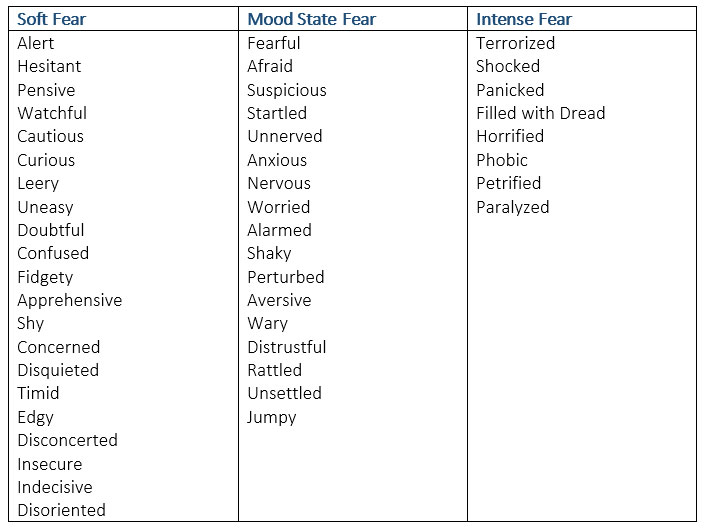 Soft Fear Mood State Fear Intense Fear
Alert Fearful Terrorized
Hesitant Afraid Shocked
Pensive Suspicious Panicked
Watchful Startled Filled with Dread
Cautious Unnerved Horrified
Curious Anxious Phobic
Leery Nervous Petrified
Uneasy Worried Paralyzed
Doubtful Alarmed
Confused Shaky
Fidgety Perturbed
Apprehensive Aversive
Shy Wary
Concerned Distrustful
Disquieted Rattled
Timid Unsettled
Edgy Jumpy
Disconcerted
Insecure
Indecisive
Disoriented